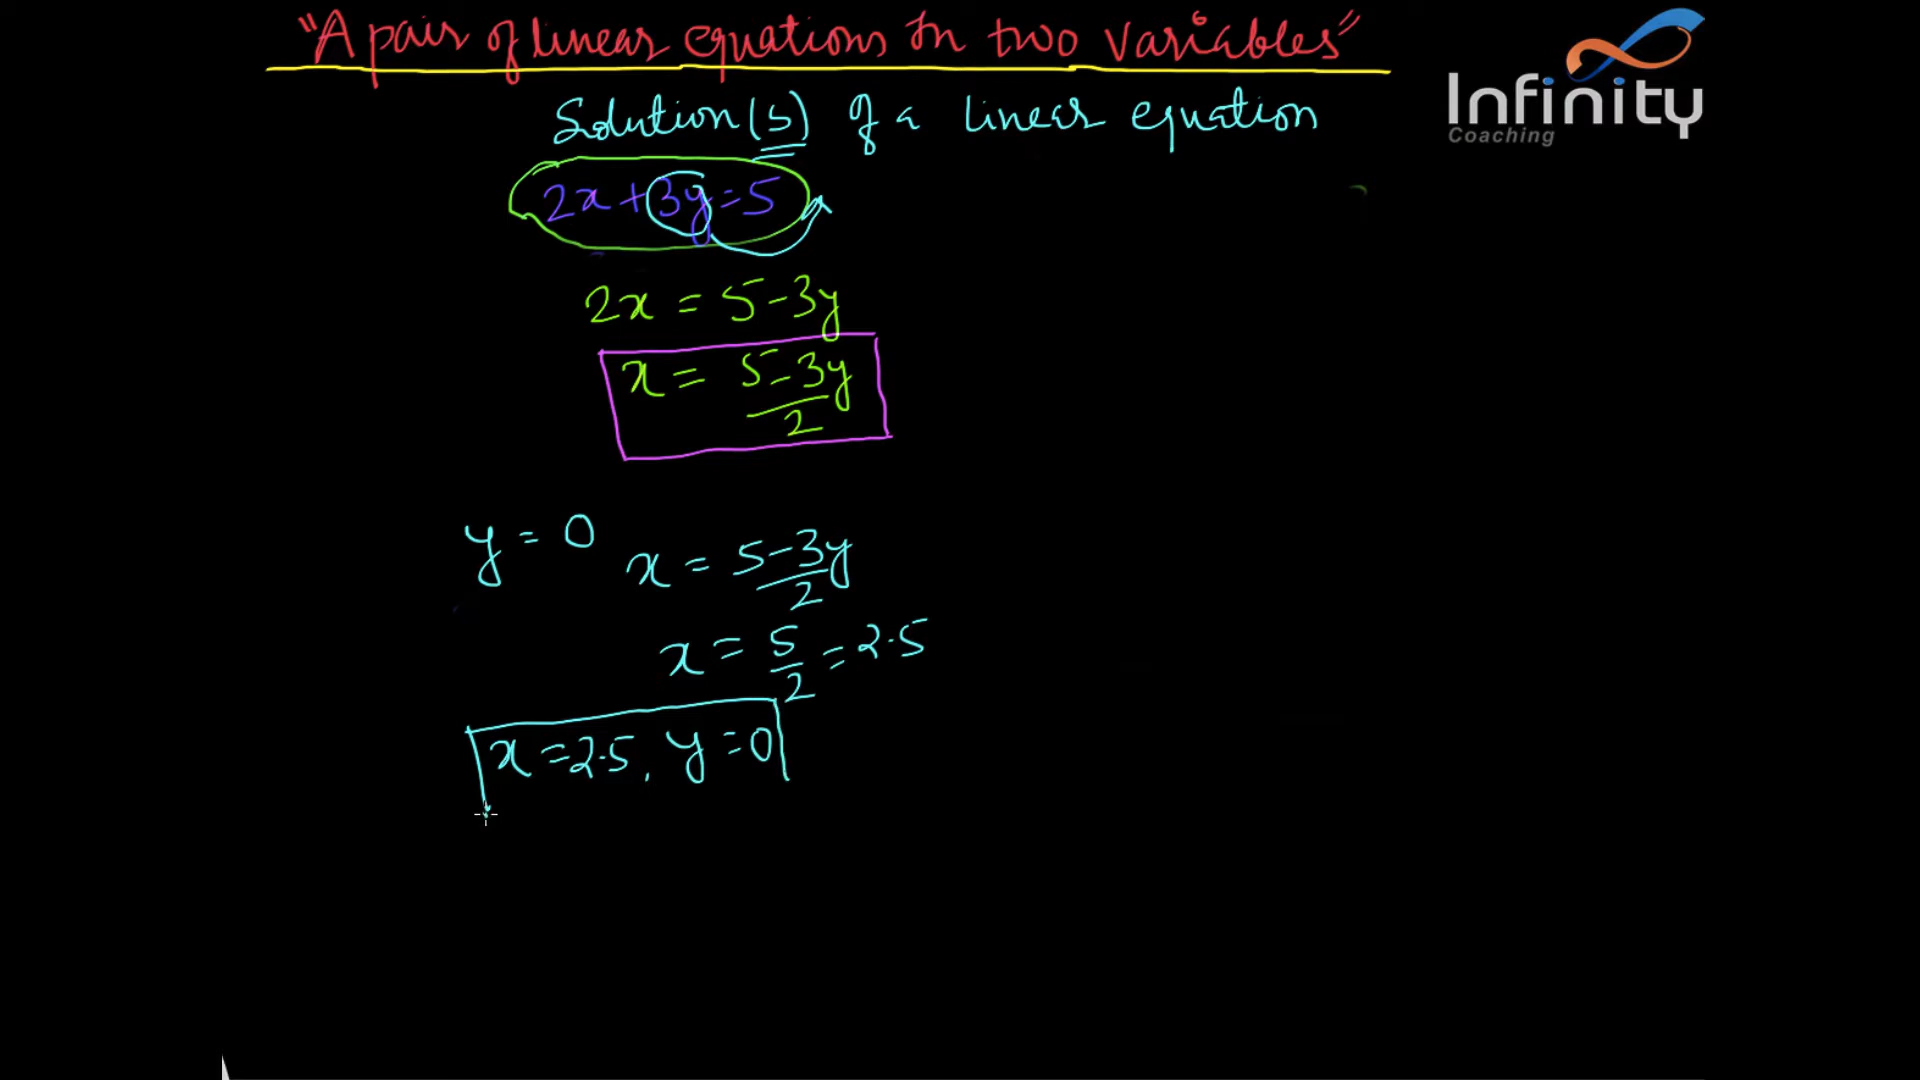 "A pair of linear equations In two variables"
Infinity
Coaching
Solution(s) of a linear equation
2x+3y=5
2x = 5-3y
x = 5-3y/2
y = 0 x = 5-3y/2
x = 5/2 = 2.5
x = 2.5, y = 0